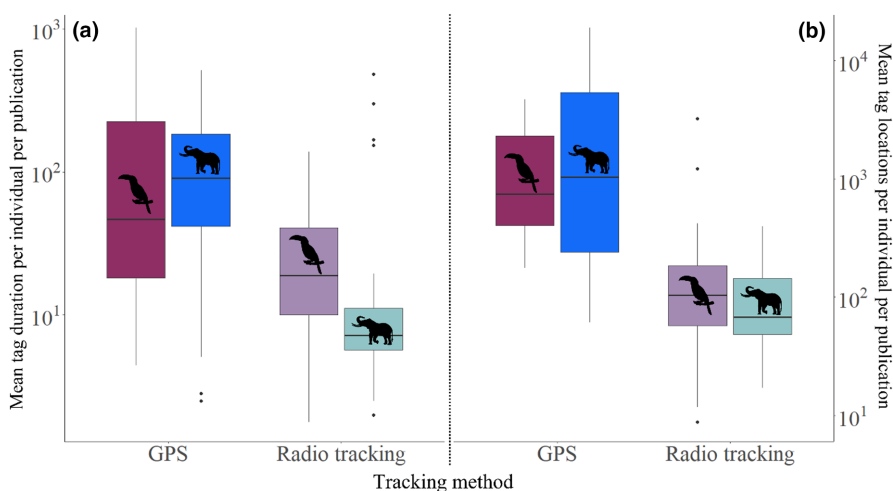 (a)
(b)
Mean tag duration per individual per publication
10³
10²
10¹
Mean tag locations per individual per publication
10⁴
10³
10²
10¹
GPS
Radio tracking
GPS
Radio tracking
Tracking method